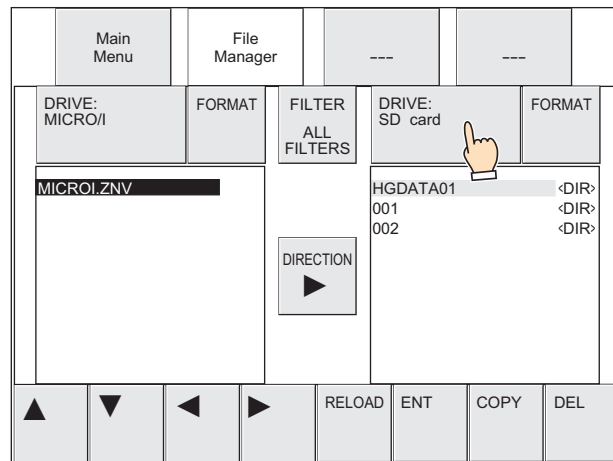 Main
Menu
File
Manager
---
---
DRIVE:
MICRO/I
FORMAT
FILTER
ALL
FILTERS
DRIVE:
SD card
FORMAT
MICROI.ZNV
HGDATA01 <DIR>
001 <DIR>
002 <DIR>
DIRECTION
RELOAD
ENT
COPY
DEL